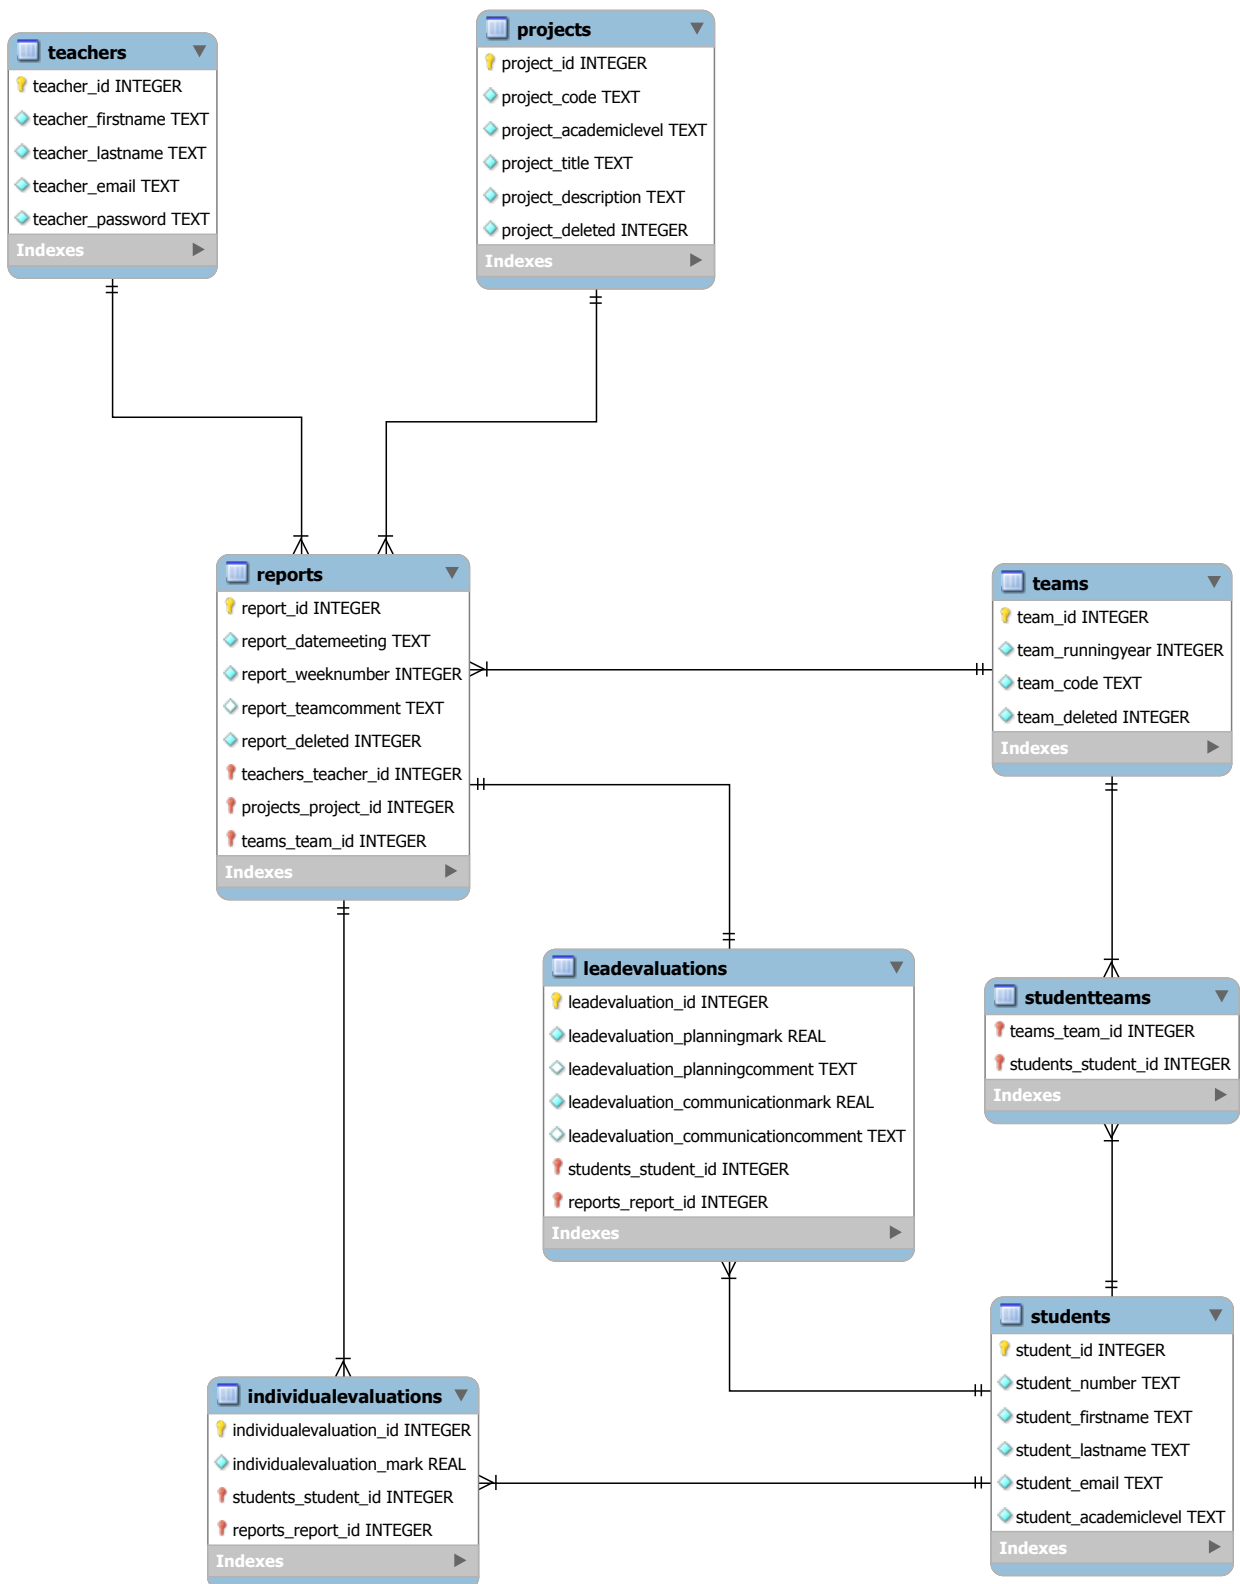 teachers
teacher_id INTEGER
teacher_firstname TEXT
teacher_lastname TEXT
teacher_email TEXT
teacher_password TEXT
Indexes
projects
project_id INTEGER
project_code TEXT
project_academiclevel TEXT
project_title TEXT
project_description TEXT
project_deleted INTEGER
Indexes
reports
report_id INTEGER
report_datemeeting TEXT
report_weeknumber INTEGER
report_teamcomment TEXT
report_deleted INTEGER
teachers_teacher_id INTEGER
projects_project_id INTEGER
teams_team_id INTEGER
Indexes
teams
team_id INTEGER
team_runningyear INTEGER
team_code TEXT
team_deleted INTEGER
Indexes
leadevaluations
leadevaluation_id INTEGER
leadevaluation_planningmark REAL
leadevaluation_planningcomment TEXT
leadevaluation_communicationmark REAL
leadevaluation_communicationcomment TEXT
students_student_id INTEGER
reports_report_id INTEGER
Indexes
studentteams
teams_team_id INTEGER
students_student_id INTEGER
Indexes
individualevaluations
individualevaluation_id INTEGER
individualevaluation_mark REAL
students_student_id INTEGER
reports_report_id INTEGER
Indexes
students
student_id INTEGER
student_number TEXT
student_firstname TEXT
student_lastname TEXT
student_email TEXT
student_academiclevel TEXT
Indexes